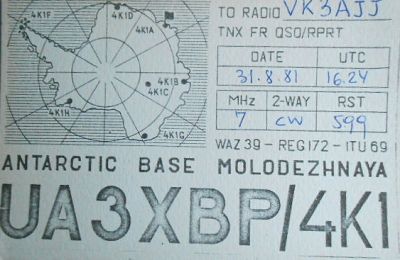 4K1F
4K1D
4K1A
4K1B
4K1C
4K1H
4K1G
TO RADIO VK3AJJ
TNX FR QSO/RPRT
DATE UTC
31.8.81 16.24
MHz 2-WAY RST
7 CW 599
WAZ 39 - REG 172 - ITU 69
ANTARCTIC BASE MOLODEZHNAYA
UA3XBP/4K1